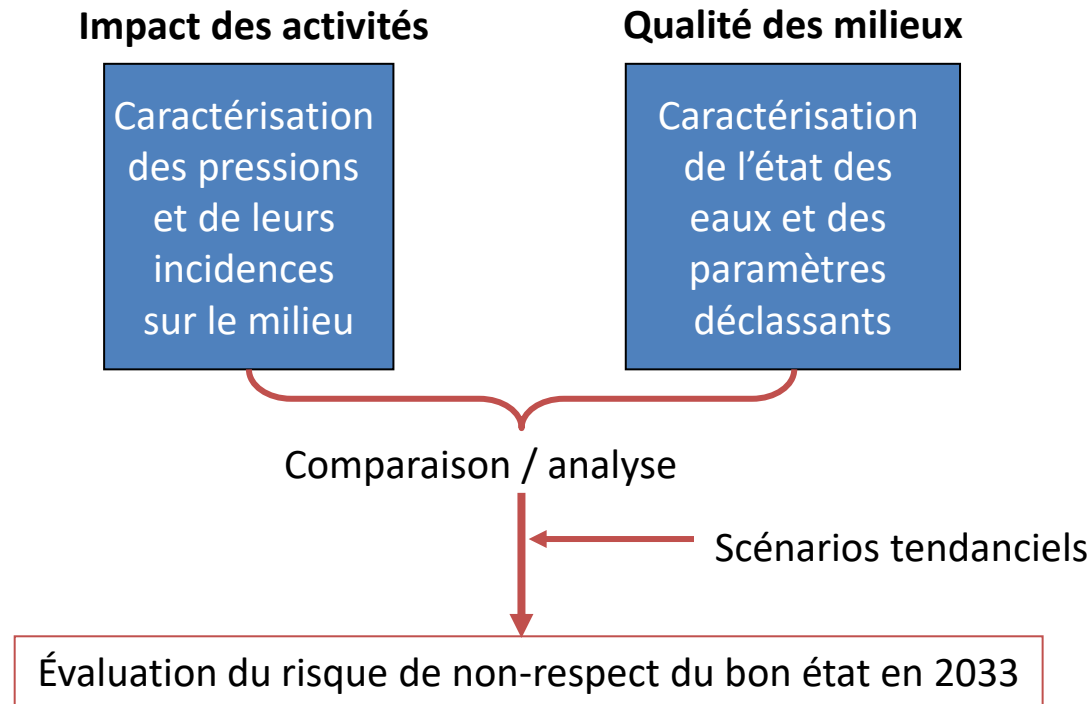 Impact des activités
Qualité des milieux
Caractérisation
des pressions
et de leurs
incidences
sur le milieu
Caractérisation
de l’état des
eaux et des
paramètres
déclassants
Comparaison / analyse
Scénarios tendanciels
Évaluation du risque de non-respect du bon état en 2033